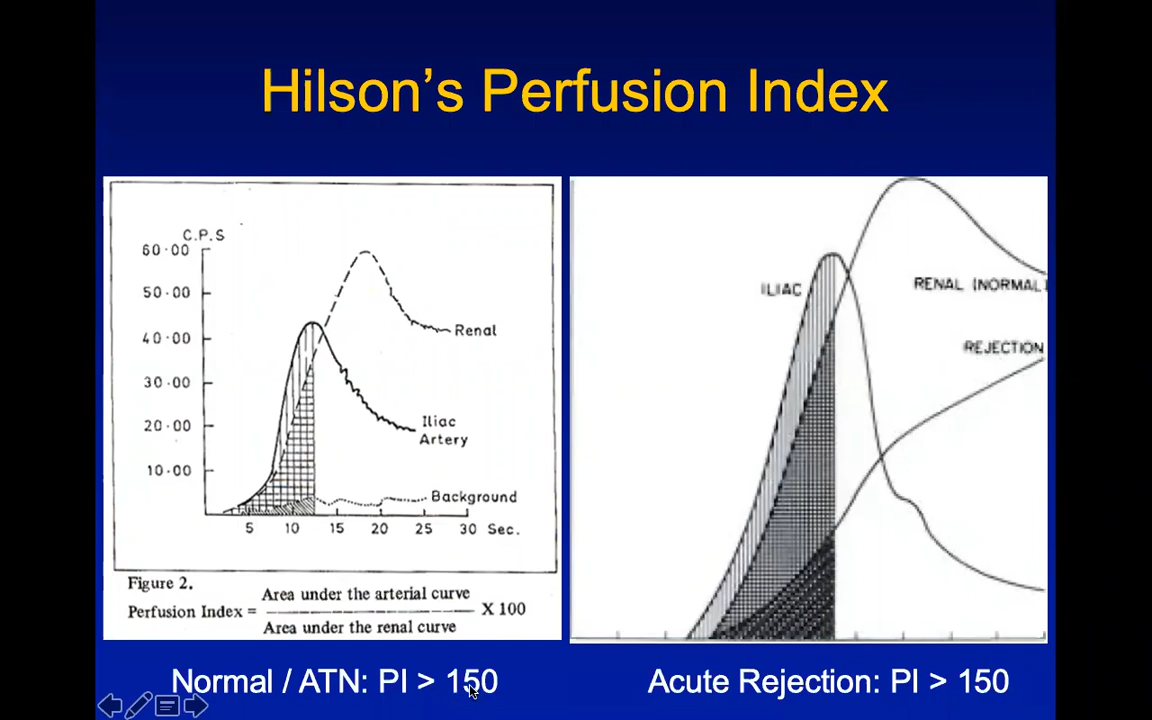 Hilson's Perfusion Index
C.P.S
60·00
50·00
40·00
30·00
20·00
10·00
Renal
Iliac
Artery
Background
5 10 15 20 25 30 Sec.
Figure 2.
Perfusion Index = Area under the arterial curve X 100
Area under the renal curve
ILIAC
RENAL (NORMAL)
REJECTION
Normal / ATN: PI > 150
Acute Rejection: PI > 150